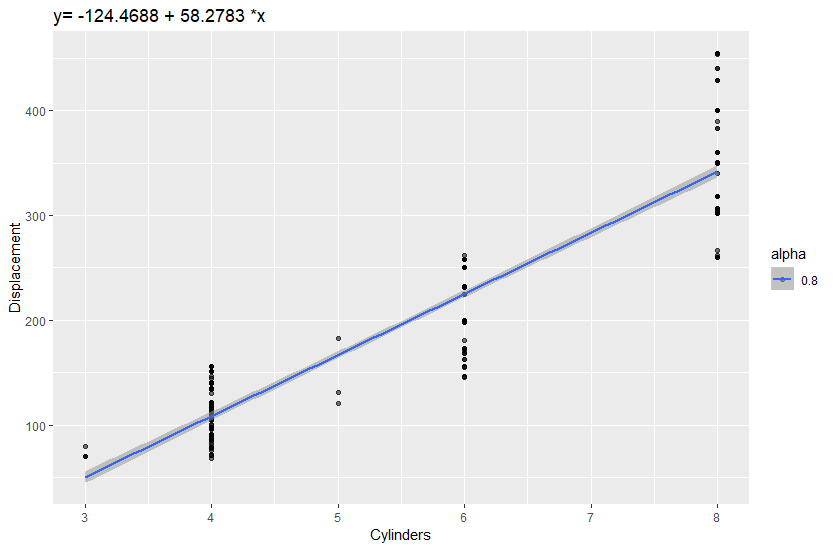 y= -124.4688 + 58.2783 *x
400
300
200
100
Displacement
3 4 5 6 7 8
Cylinders
alpha
0.8